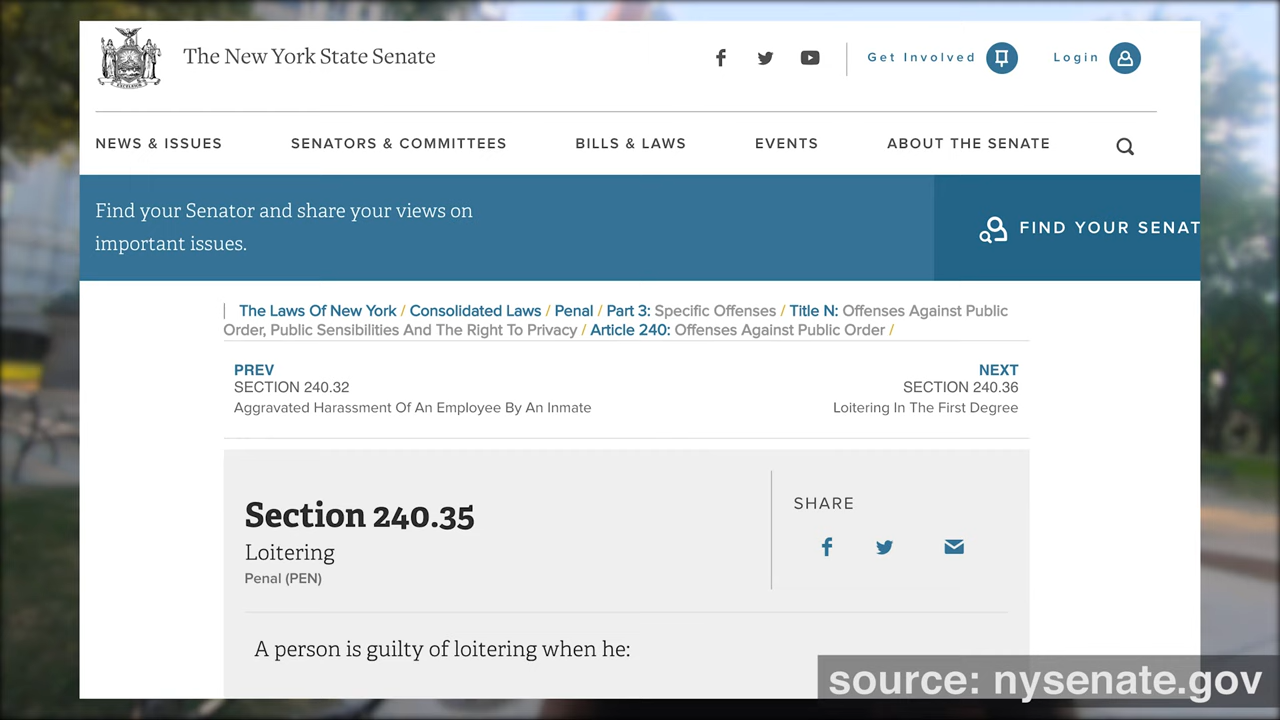 The New York State Senate
Get Involved
Login
NEWS & ISSUES
SENATORS & COMMITTEES
BILLS & LAWS
EVENTS
ABOUT THE SENATE
Find your Senator and share your views on
important issues.
FIND YOUR SENAT
The Laws Of New York / Consolidated Laws / Penal / Part 3: Specific Offenses / Title N: Offenses Against Public
Order, Public Sensibilities And The Right To Privacy / Article 240: Offenses Against Public Order /
PREV
SECTION 240.32
Aggravated Harassment Of An Employee By An Inmate
NEXT
SECTION 240.36
Loitering In The First Degree
Section 240.35
Loitering
Penal (PEN)
SHARE
A person is guilty of loitering when he:
source: nysenate.gov